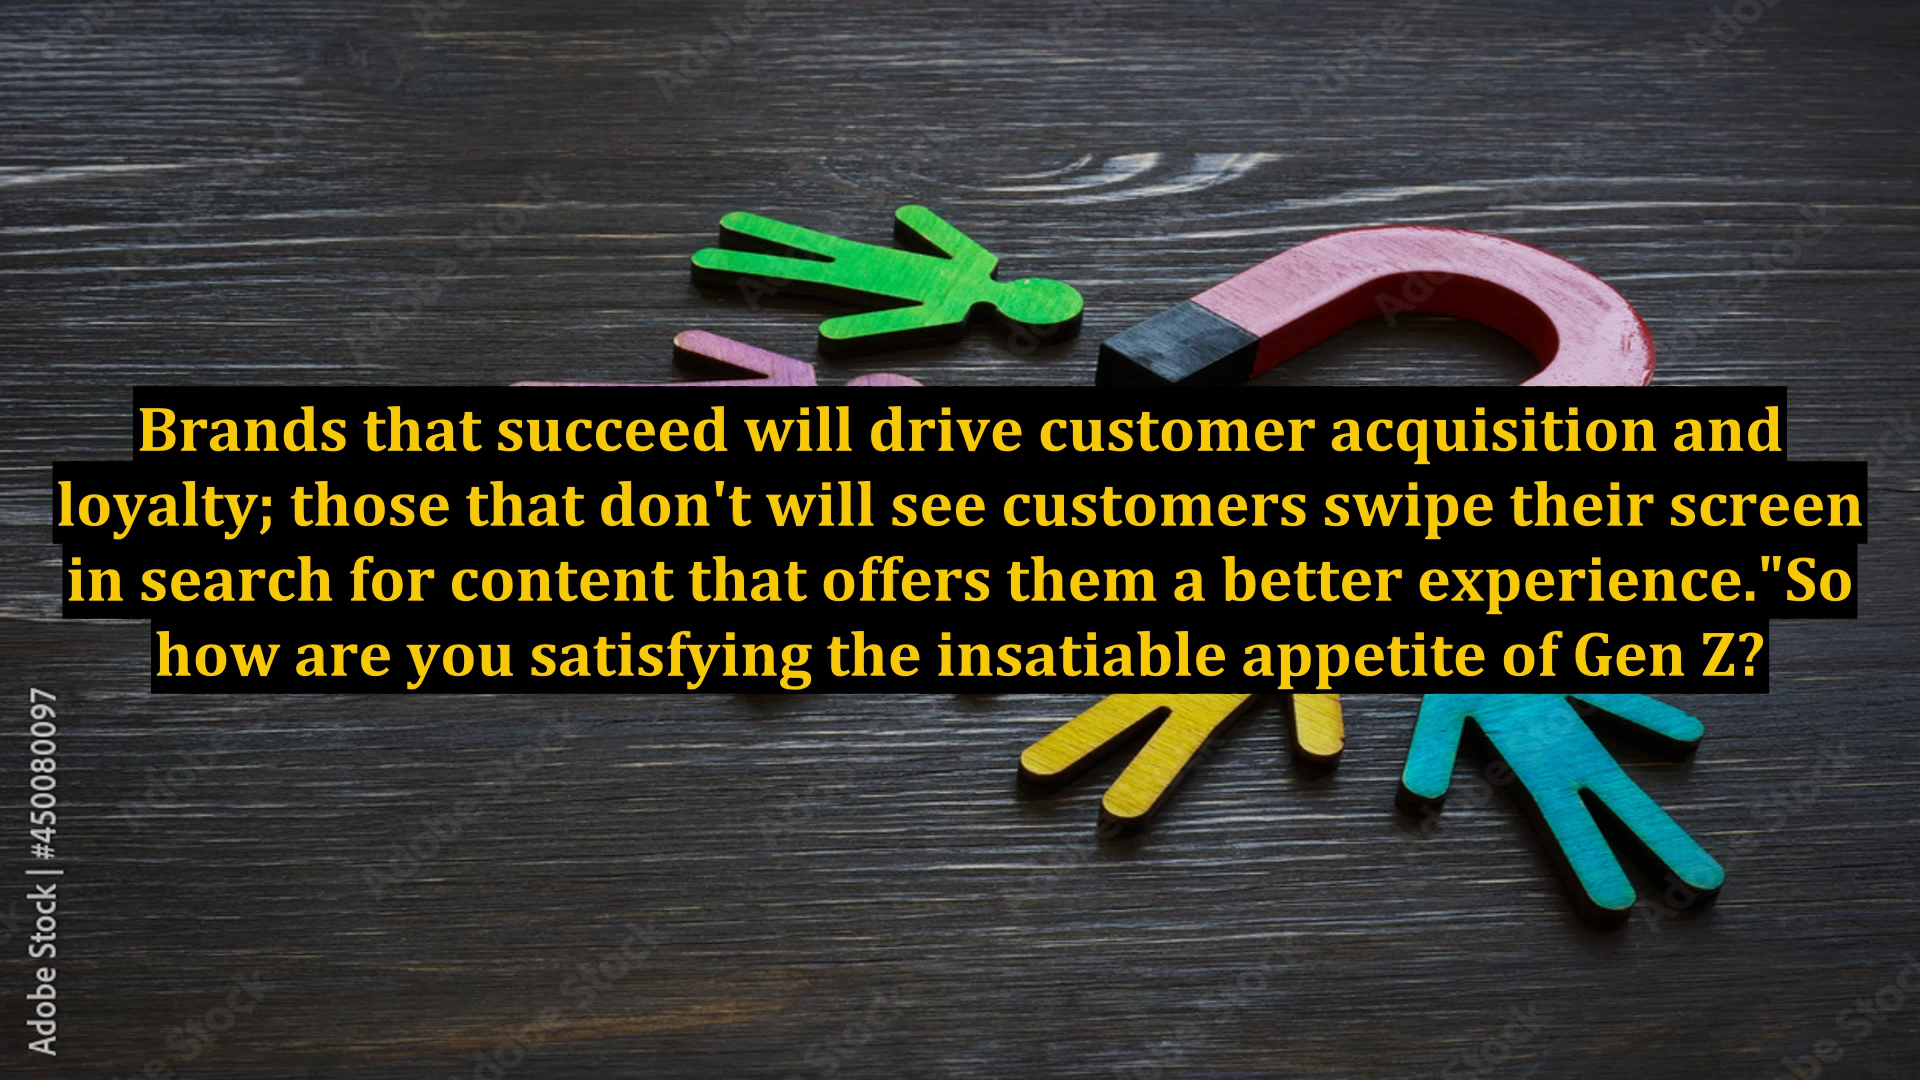 Brands that succeed will drive customer acquisition and
loyalty; those that don't will see customers swipe their screen
in search for content that offers them a better experience."So
how are you satisfying the insatiable appetite of Gen Z?
Adobe Stock | #450080097